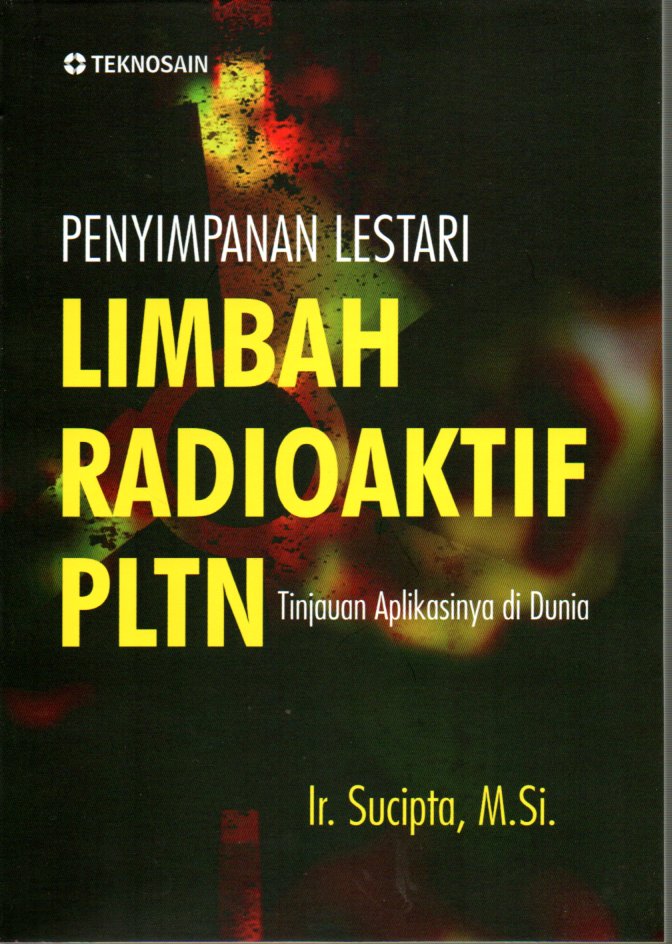 TEKNOSAIN
PENYIMPANAN LESTARI
LIMBAH
RADIOAKTIF
PLTN
Tinjauan Aplikasinya di Dunia
Ir. Sucipta, M.Si.